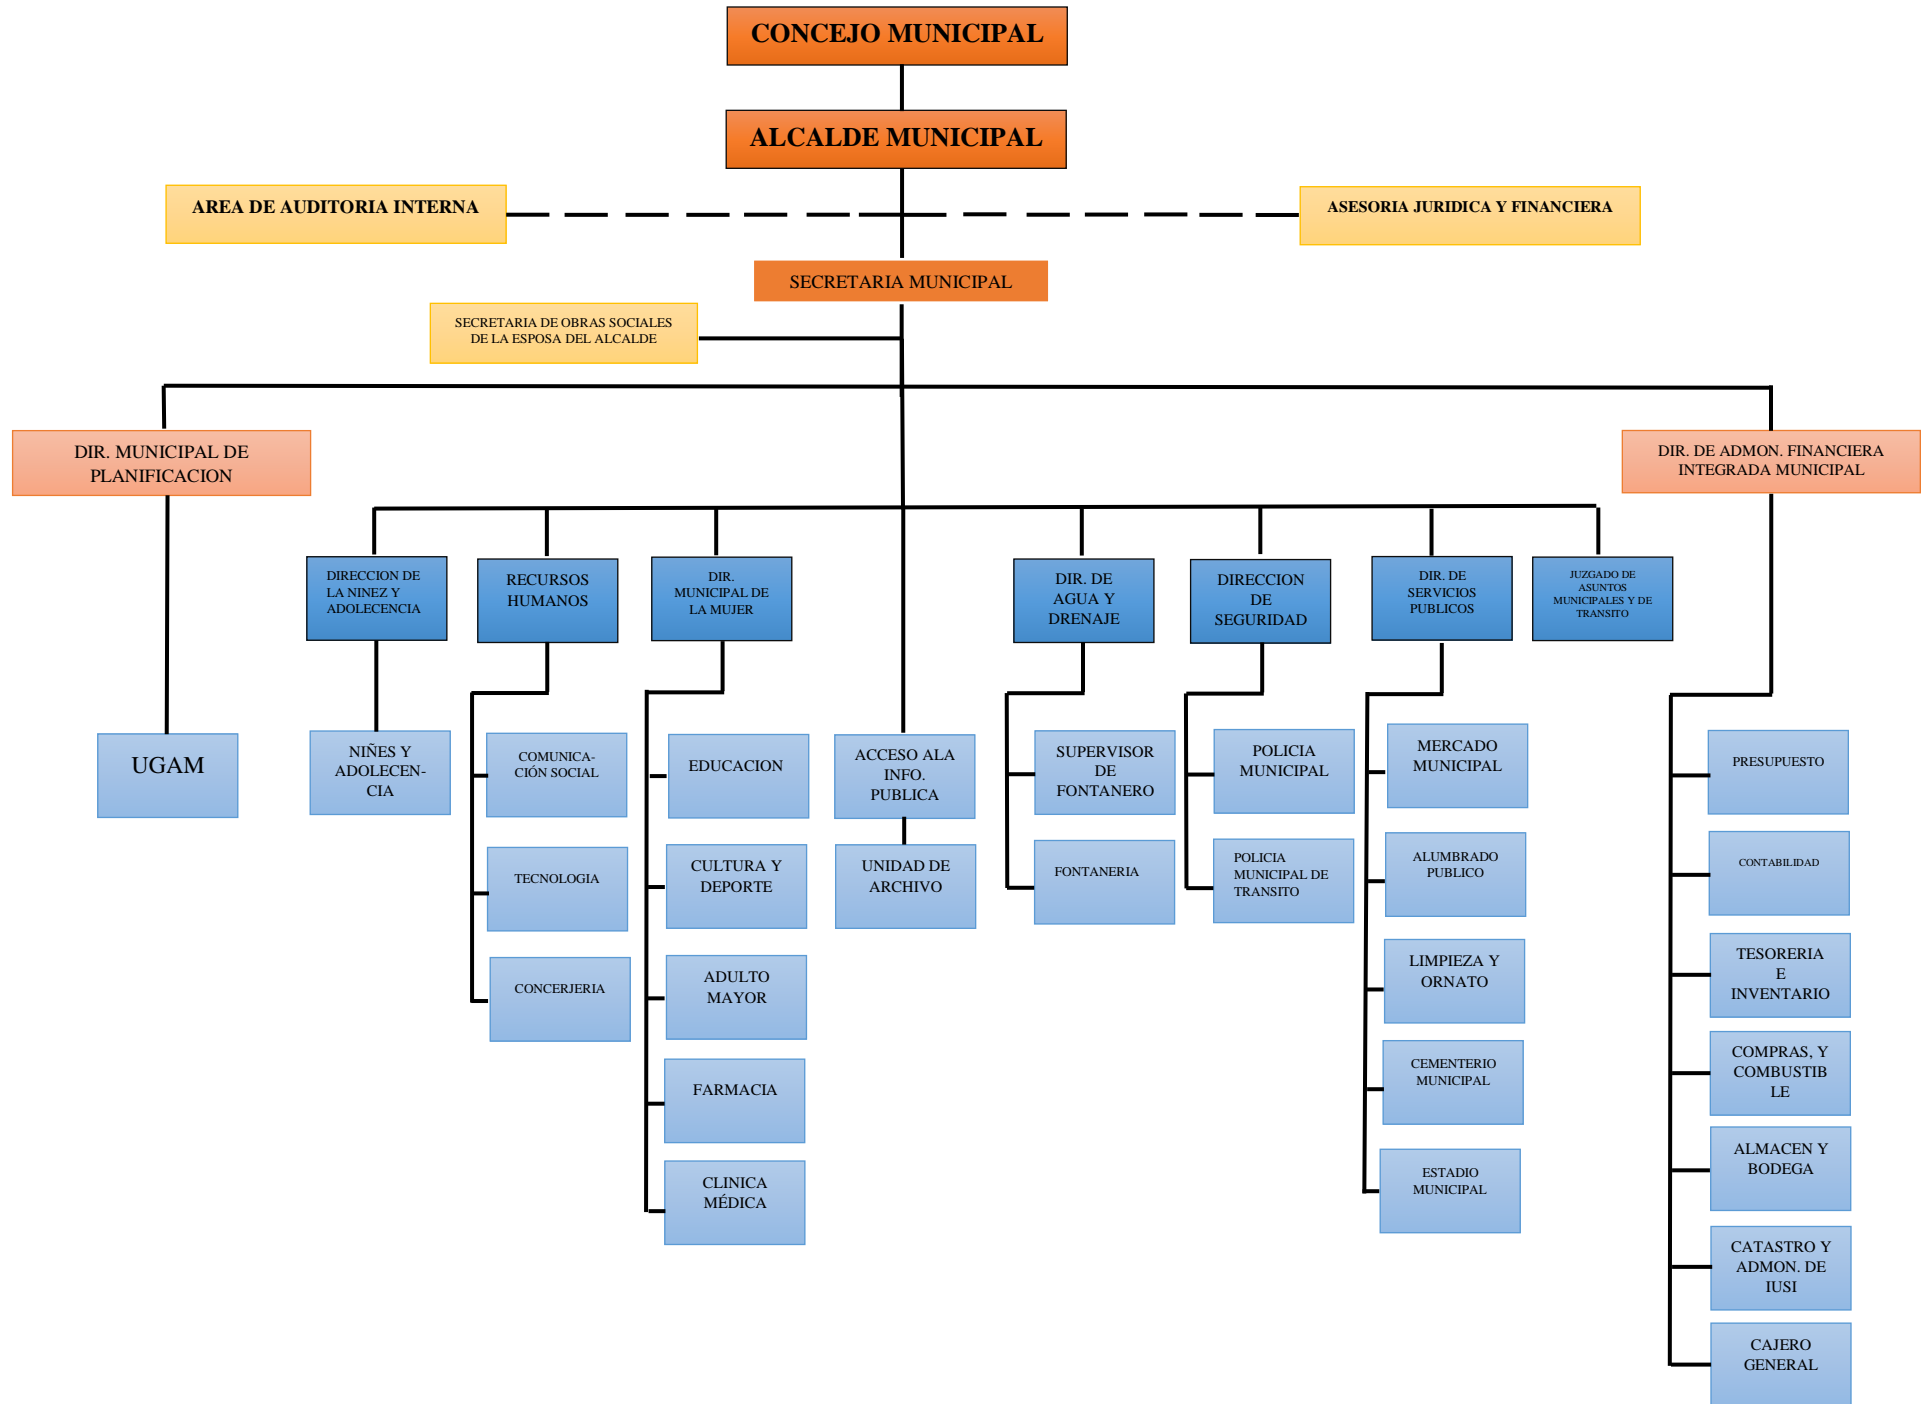 CONCEJO MUNICIPAL
ALCALDE MUNICIPAL
AREA DE AUDITORIA INTERNA
ASESORIA JURIDICA Y FINANCIERA
SECRETARIA MUNICIPAL
SECRETARIA DE OBRAS SOCIALES
DE LA ESPOSA DEL ALCALDE
DIR. MUNICIPAL DE
PLANIFICACION
DIR. DE ADMON. FINANCIERA
INTEGRADA MUNICIPAL
DIRECCION DE
LA NINEZ Y
ADOLECENCIA
RECURSOS
HUMANOS
DIR.
MUNICIPAL DE
LA MUJER
DIR. DE
AGUA Y
DRENAJE
DIRECCION
DE
SEGURIDAD
DIR. DE
SERVICIOS
PUBLICOS
JUZGADO DE
ASUNTOS
MUNICIPALES Y DE
TRANSITO
UGAM
NIÑES Y
ADOLECEN-
CIA
COMUNICA-
CIÓN SOCIAL
TECNOLOGIA
CONCERJERIA
EDUCACION
CULTURA Y
DEPORTE
ADULTO
MAYOR
FARMACIA
CLINICA
MÉDICA
ACCESO ALA
INFO.
PUBLICA
UNIDAD DE
ARCHIVO
SUPERVISOR
DE
FONTANERO
FONTANERIA
POLICIA
MUNICIPAL
POLICIA
MUNICIPAL DE
TRANSITO
MERCADO
MUNICIPAL
ALUMBRADO
PUBLICO
LIMPIEZA Y
ORNATO
CEMENTERIO
MUNICIPAL
ESTADIO
MUNICIPAL
PRESUPUESTO
CONTABILIDAD
TESORERIA
E
INVENTARIO
COMPRAS, Y
COMBUSTIB
LE
ALMACEN Y
BODEGA
CATASTRO Y
ADMON. DE
IUSI
CAJERO
GENERAL